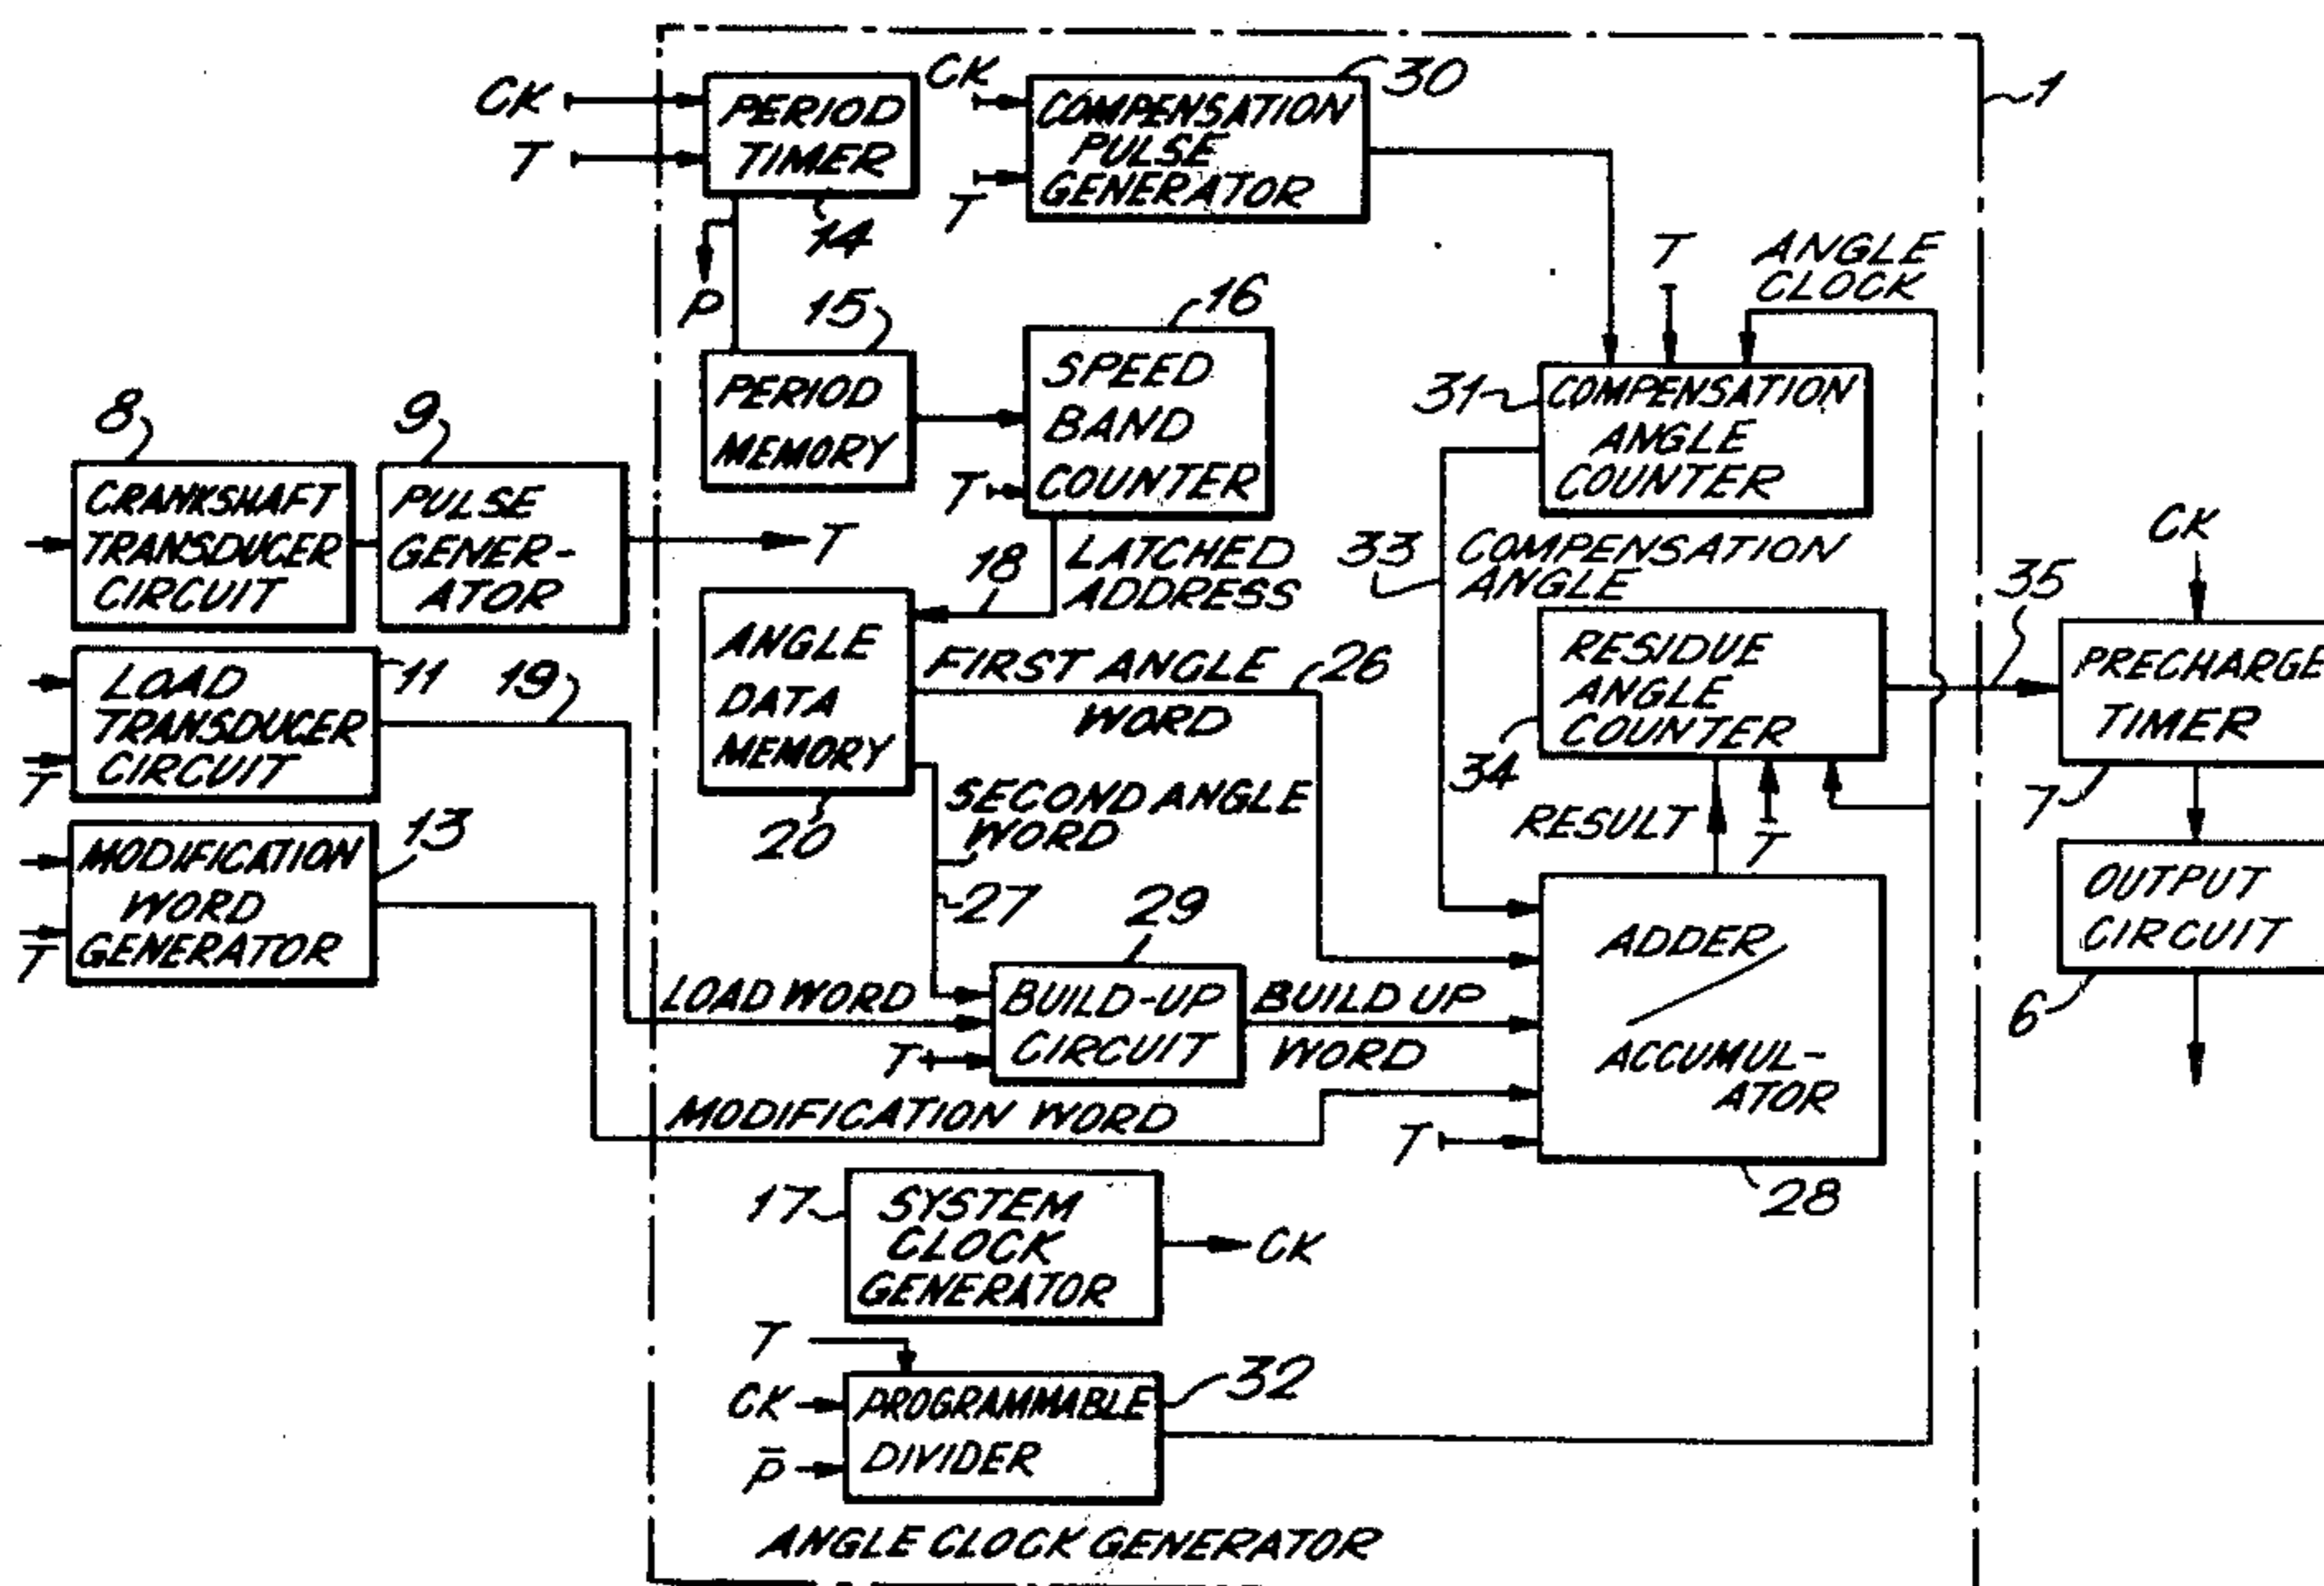 CK
T
PERIOD
TIMER
14
P
CK
T
COMPENSATION
PULSE
GENERATOR
30
1
15
PERIOD
MEMORY
16
SPEED
BAND
COUNTER
T
T
ANGLE
CLOCK
31
COMPENSATION
ANGLE
COUNTER
8
CRANKSHAFT
TRANSDUCER
CIRCUIT
9
PULSE
GENER-
ATOR
T
18
LATCHED
ADDRESS
33
COMPENSATION
ANGLE
35
CK
ANGLE
DATA
MEMORY
20
FIRST ANGLE
WORD
26
RESIDUE
ANGLE
COUNTER
34
PRECHARGE
TIMER
7
LOAD
TRANSDUCER
CIRCUIT
11
19
T
SECOND ANGLE
WORD
27
RESULT
T
OUTPUT
CIRCUIT
6
MODIFICATION
WORD
GENERATOR
13
T
29
LOAD WORD
BUILD-UP
CIRCUIT
T
BUILD UP
WORD
ADDER
ACCUMUL-
ATOR
28
MODIFICATION WORD
T
17
SYSTEM
CLOCK
GENERATOR
CK
T
CK
P̅
PROGRAMMABLE
DIVIDER
32
ANGLE CLOCK GENERATOR